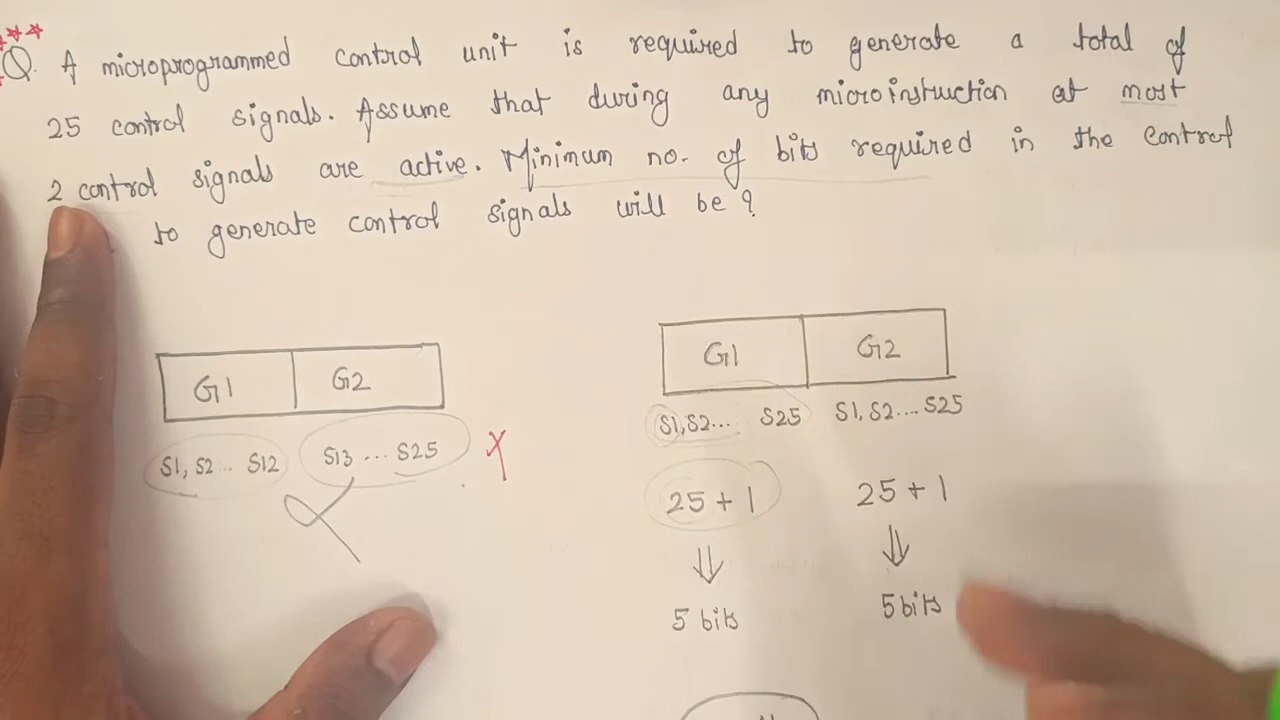 ***
Q. A microprogrammed control unit is required to generate a total of
25 control signals. Assume that during any microinstruction at most
2 control signals are active. Minimum no. of bits required in the control
to generate control signals will be?
G1 G2
S1, S2... S12 S13 ... S25 X
G1 G2
S1,S2... S25 S1, S2.... S25
25 + 1 25 + 1
⇓ ⇓
5 bits 5 bits